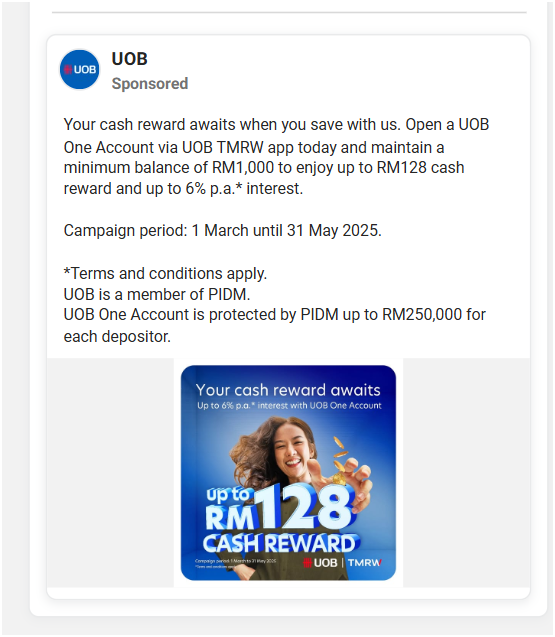 UOB
UOB
Sponsored
Your cash reward awaits when you save with us. Open a UOB
One Account via UOB TMRW app today and maintain a
minimum balance of RM1,000 to enjoy up to RM128 cash
reward and up to 6% p.a.* interest.
Campaign period: 1 March until 31 May 2025.
*Terms and conditions apply.
UOB is a member of PIDM.
UOB One Account is protected by PIDM up to RM250,000 for
each depositor.
Your cash reward awaits
Up to 6% p.a.* interest with UOB One Account
up to
RM128
CASH REWARD
Campaign period: 1 March to 31 May 2025
*Terms and conditions apply
UOB | TMRW